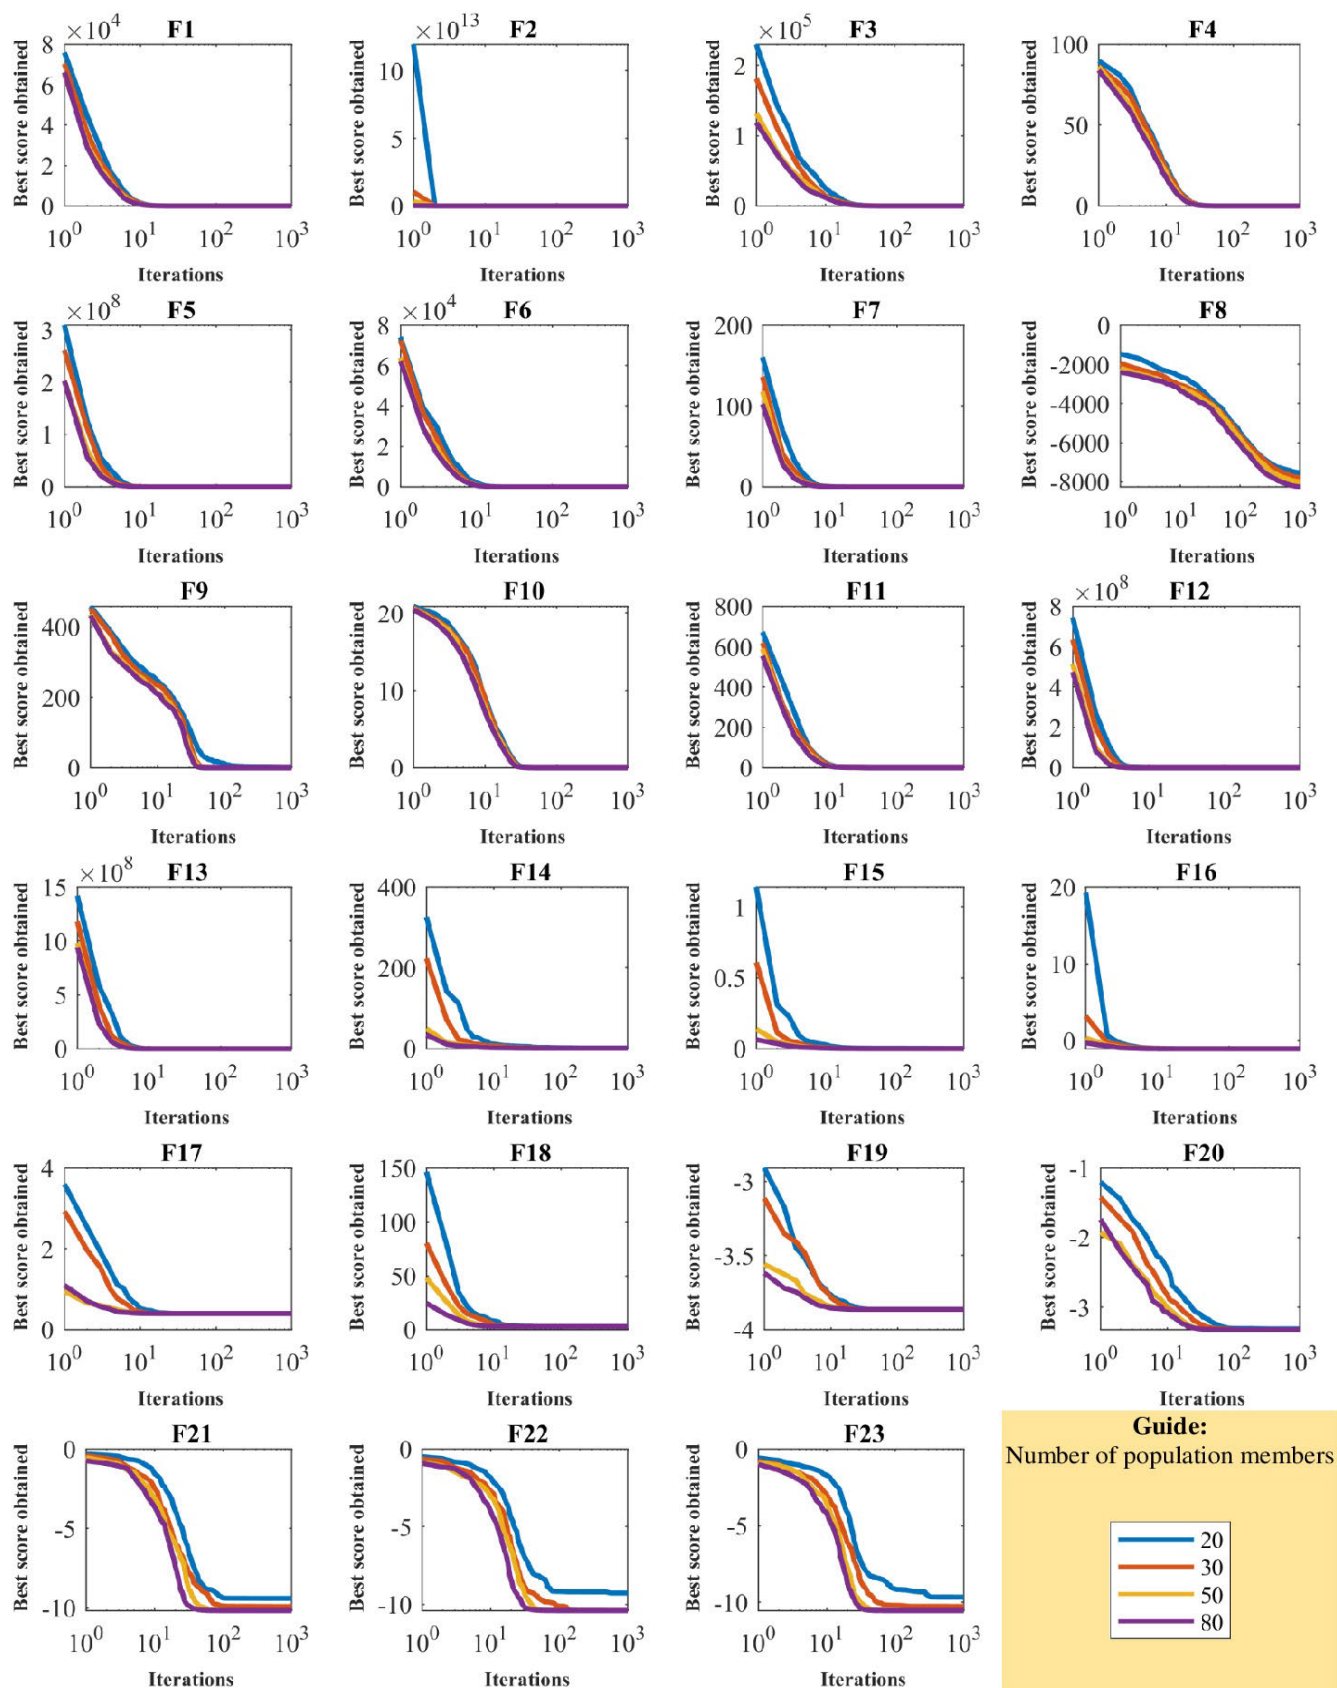 F1
×10^4
Best score obtained
8
6
4
2
0
10^0 10^1 10^2 10^3
Iterations
F2
×10^13
Best score obtained
10
5
0
10^0 10^1 10^2 10^3
Iterations
F3
×10^5
Best score obtained
2
1
0
10^0 10^1 10^2 10^3
Iterations
F4
Best score obtained
100
50
0
10^0 10^1 10^2 10^3
Iterations
F5
×10^8
Best score obtained
3
2
1
0
10^0 10^1 10^2 10^3
Iterations
F6
×10^4
Best score obtained
8
6
4
2
0
10^0 10^1 10^2 10^3
Iterations
F7
Best score obtained
200
100
0
10^0 10^1 10^2 10^3
Iterations
F8
Best score obtained
0
-2000
-4000
-6000
-8000
10^0 10^1 10^2 10^3
Iterations
F9
Best score obtained
400
200
0
10^0 10^1 10^2 10^3
Iterations
F10
Best score obtained
20
10
0
10^0 10^1 10^2 10^3
Iterations
F11
Best score obtained
800
600
400
200
0
10^0 10^1 10^2 10^3
Iterations
F12
×10^8
Best score obtained
8
6
4
2
0
10^0 10^1 10^2 10^3
Iterations
F13
×10^8
Best score obtained
15
10
5
0
10^0 10^1 10^2 10^3
Iterations
F14
Best score obtained
400
200
0
10^0 10^1 10^2 10^3
Iterations
F15
Best score obtained
1
0.5
0
10^0 10^1 10^2 10^3
Iterations
F16
Best score obtained
20
10
0
10^0 10^1 10^2 10^3
Iterations
F17
Best score obtained
4
2
0
10^0 10^1 10^2 10^3
Iterations
F18
Best score obtained
150
100
50
0
10^0 10^1 10^2 10^3
Iterations
F19
Best score obtained
-3
-3.5
-4
10^0 10^1 10^2 10^3
Iterations
F20
Best score obtained
-1
-2
-3
10^0 10^1 10^2 10^3
Iterations
F21
Best score obtained
0
-5
-10
10^0 10^1 10^2 10^3
Iterations
F22
Best score obtained
0
-5
-10
10^0 10^1 10^2 10^3
Iterations
F23
Best score obtained
0
-5
-10
10^0 10^1 10^2 10^3
Iterations
Guide:
Number of population members
20
30
50
80